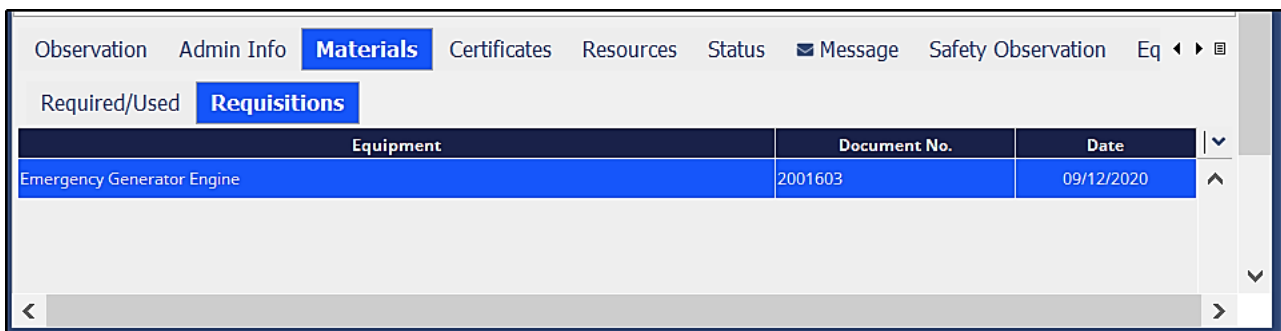 Observation Admin Info Materials Certificates Resources Status Message Safety Observation Eq
Required/Used Requisitions
Equipment Document No. Date
Emergency Generator Engine 2001603 09/12/2020